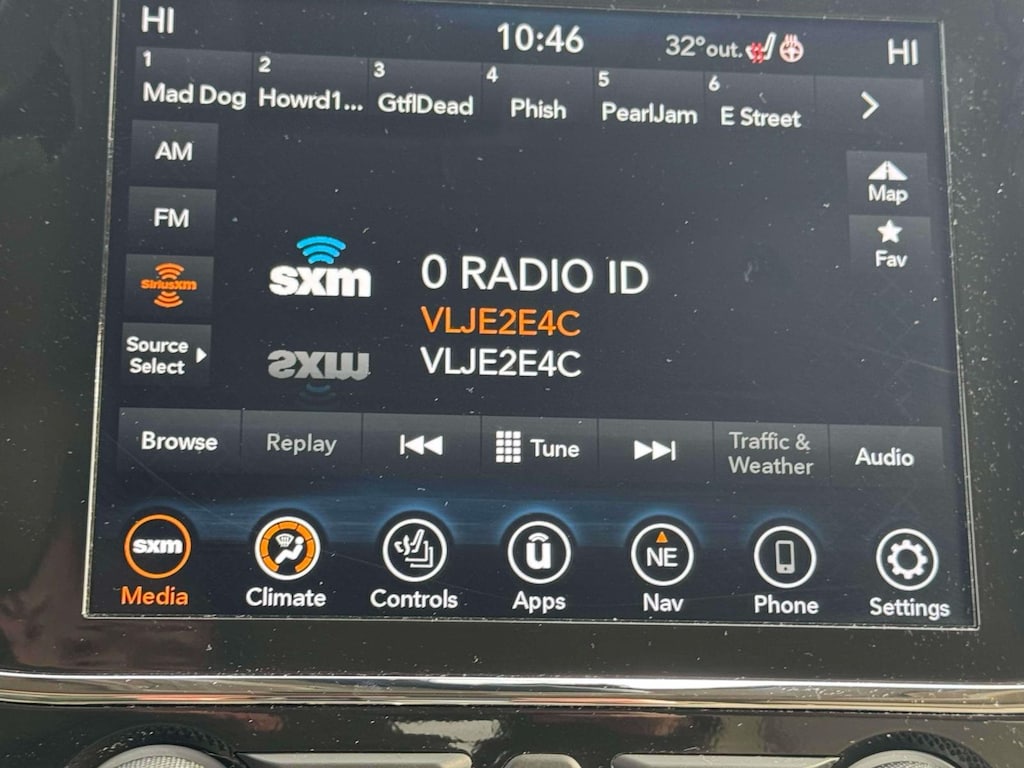 HI 10:46 32°out. HI
1 2 3 4 5 6
Mad Dog Howrd1... GtflDead Phish PearlJam E Street
AM
FM
SiriusXM
Source
Select
Map
Fav
sxm
0 RADIO ID
VLJE2E4C
VLJE2E4C
sxm
Browse Replay Tune Traffic &
Weather Audio
sxm NE
Media Climate Controls Apps Nav Phone Settings